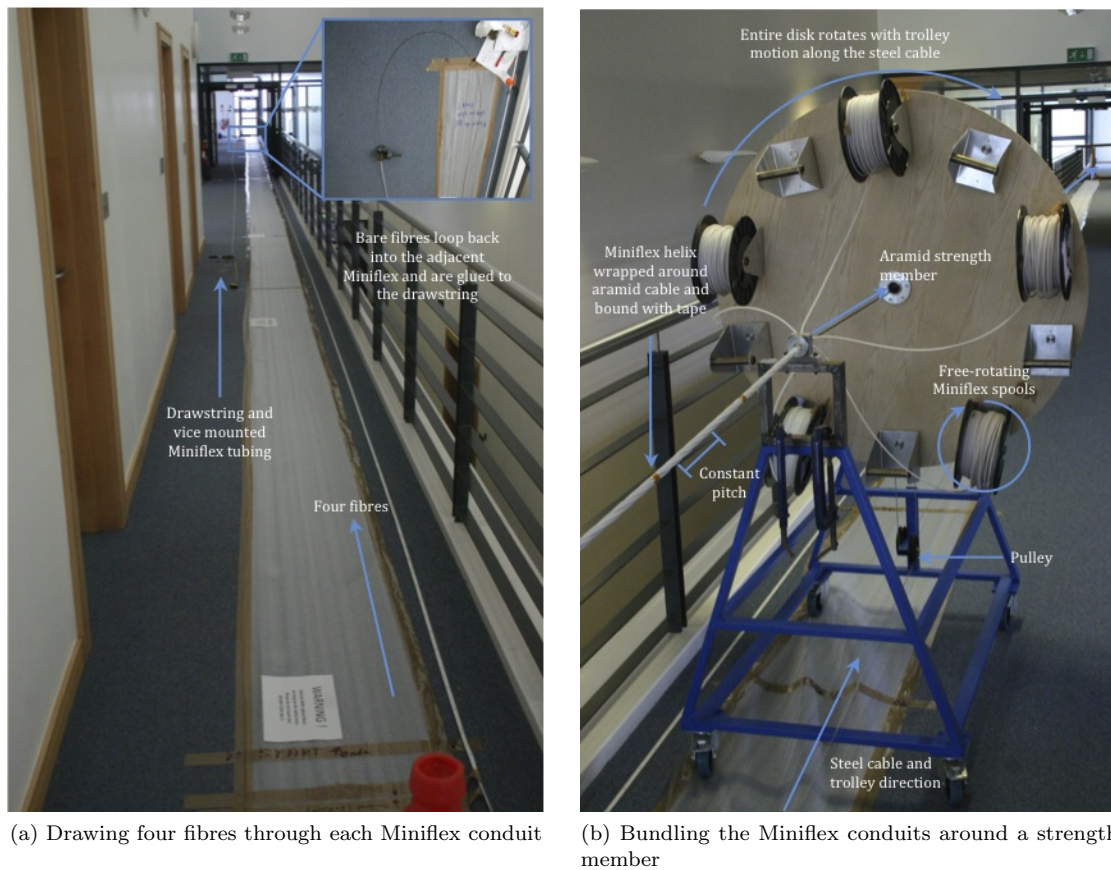 Bare fibres loop back
into the adjacent
Miniflex and are glued to
the drawstring
Drawstring and
vice mounted
Miniflex tubing
Four fibres
WARNING !
START
(a) Drawing four fibres through each Miniflex conduit
Entire disk rotates with trolley
motion along the steel cable
Miniflex helix
wrapped around
aramid cable and
bound with tape
Aramid strength
member
Free-rotating
Miniflex spools
Constant
pitch
Pulley
Steel cable and
trolley direction
(b) Bundling the Miniflex conduits around a strength
member